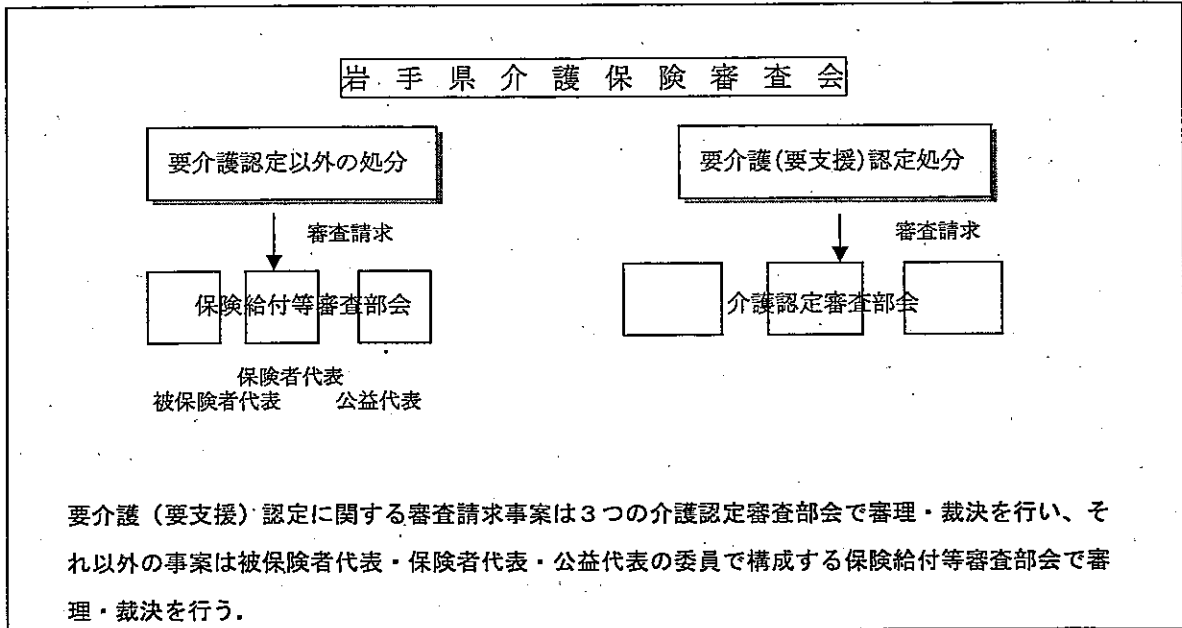 岩手県介護保険審査会
要介護認定以外の処分
要介護(要支援)認定処分
審査請求
審査請求
保険給付等審査部会
介護認定審査部会
保険者代表
被保険者代表
公益代表
要介護（要支援）認定に関する審査請求事案は３つの介護認定審査部会で審理・裁決を行い、そ
れ以外の事案は被保険者代表・保険者代表・公益代表の委員で構成する保険給付等審査部会で審
理・裁決を行う．